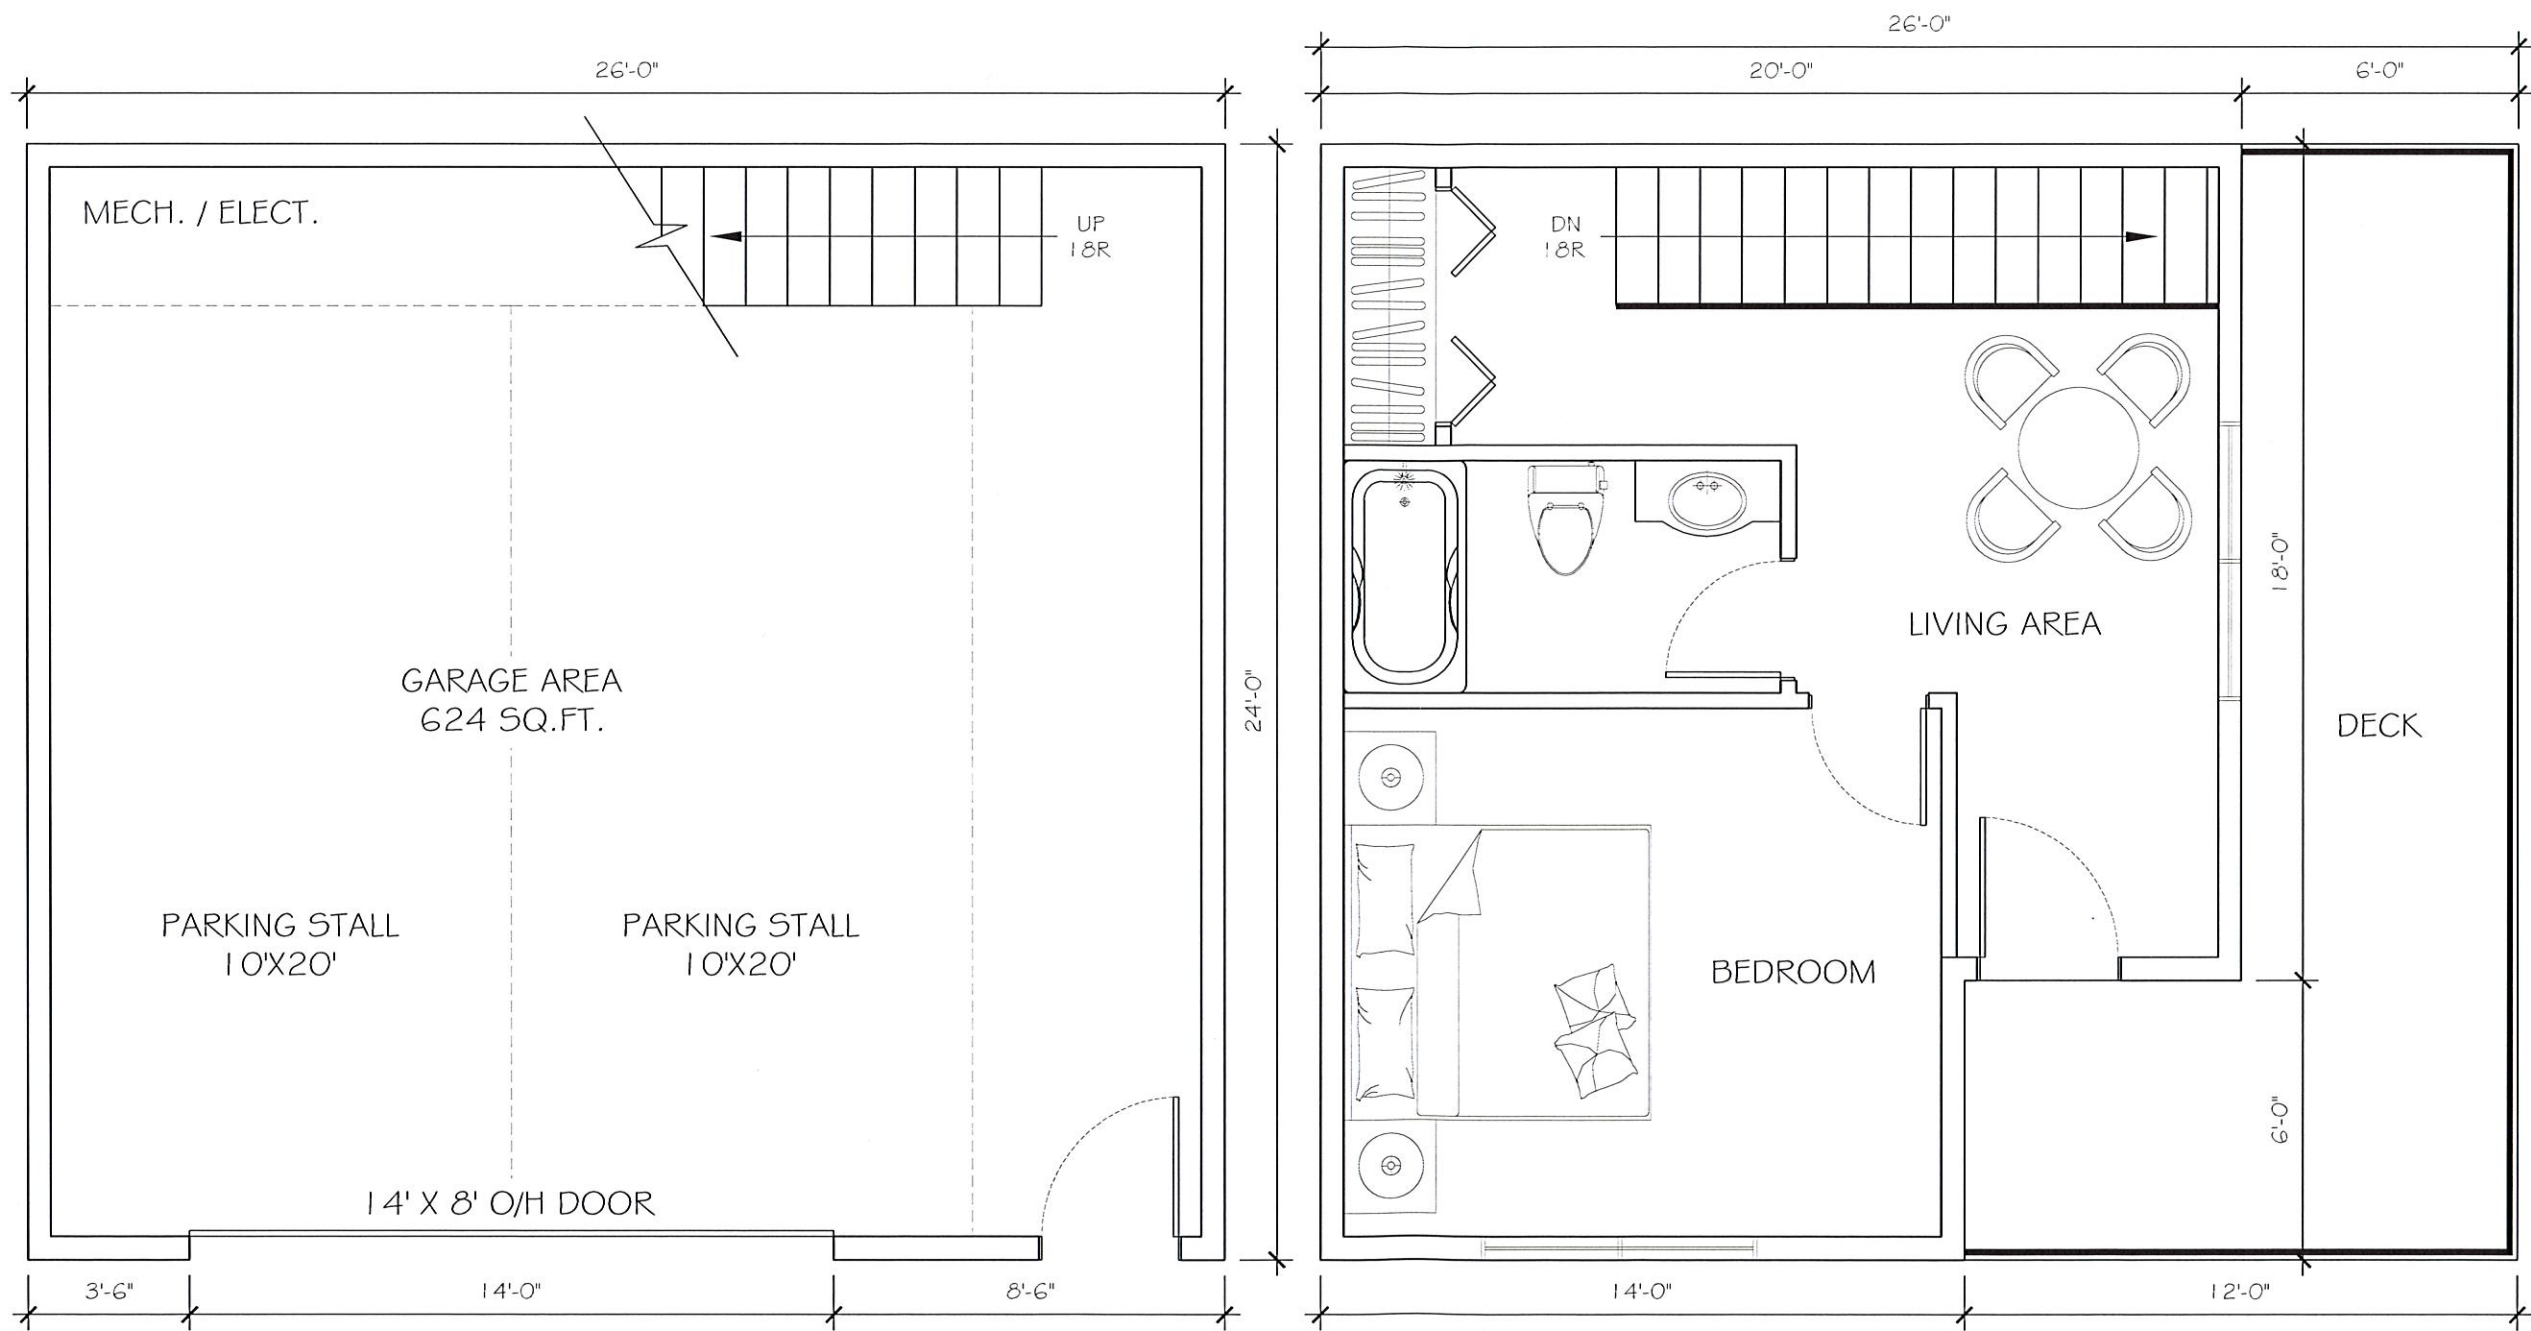 26'-0"
26'-0"
20'-0"
6'-0"
MECH. / ELECT.
UP
18R
DN
18R
GARAGE AREA
624 SQ.FT.
24'-0"
18'-0"
LIVING AREA
DECK
PARKING STALL
10'X20'
PARKING STALL
10'X20'
BEDROOM
6'-0"
14' X 8' O/H DOOR
3'-6"
14'-0"
8'-6"
14'-0"
12'-0"